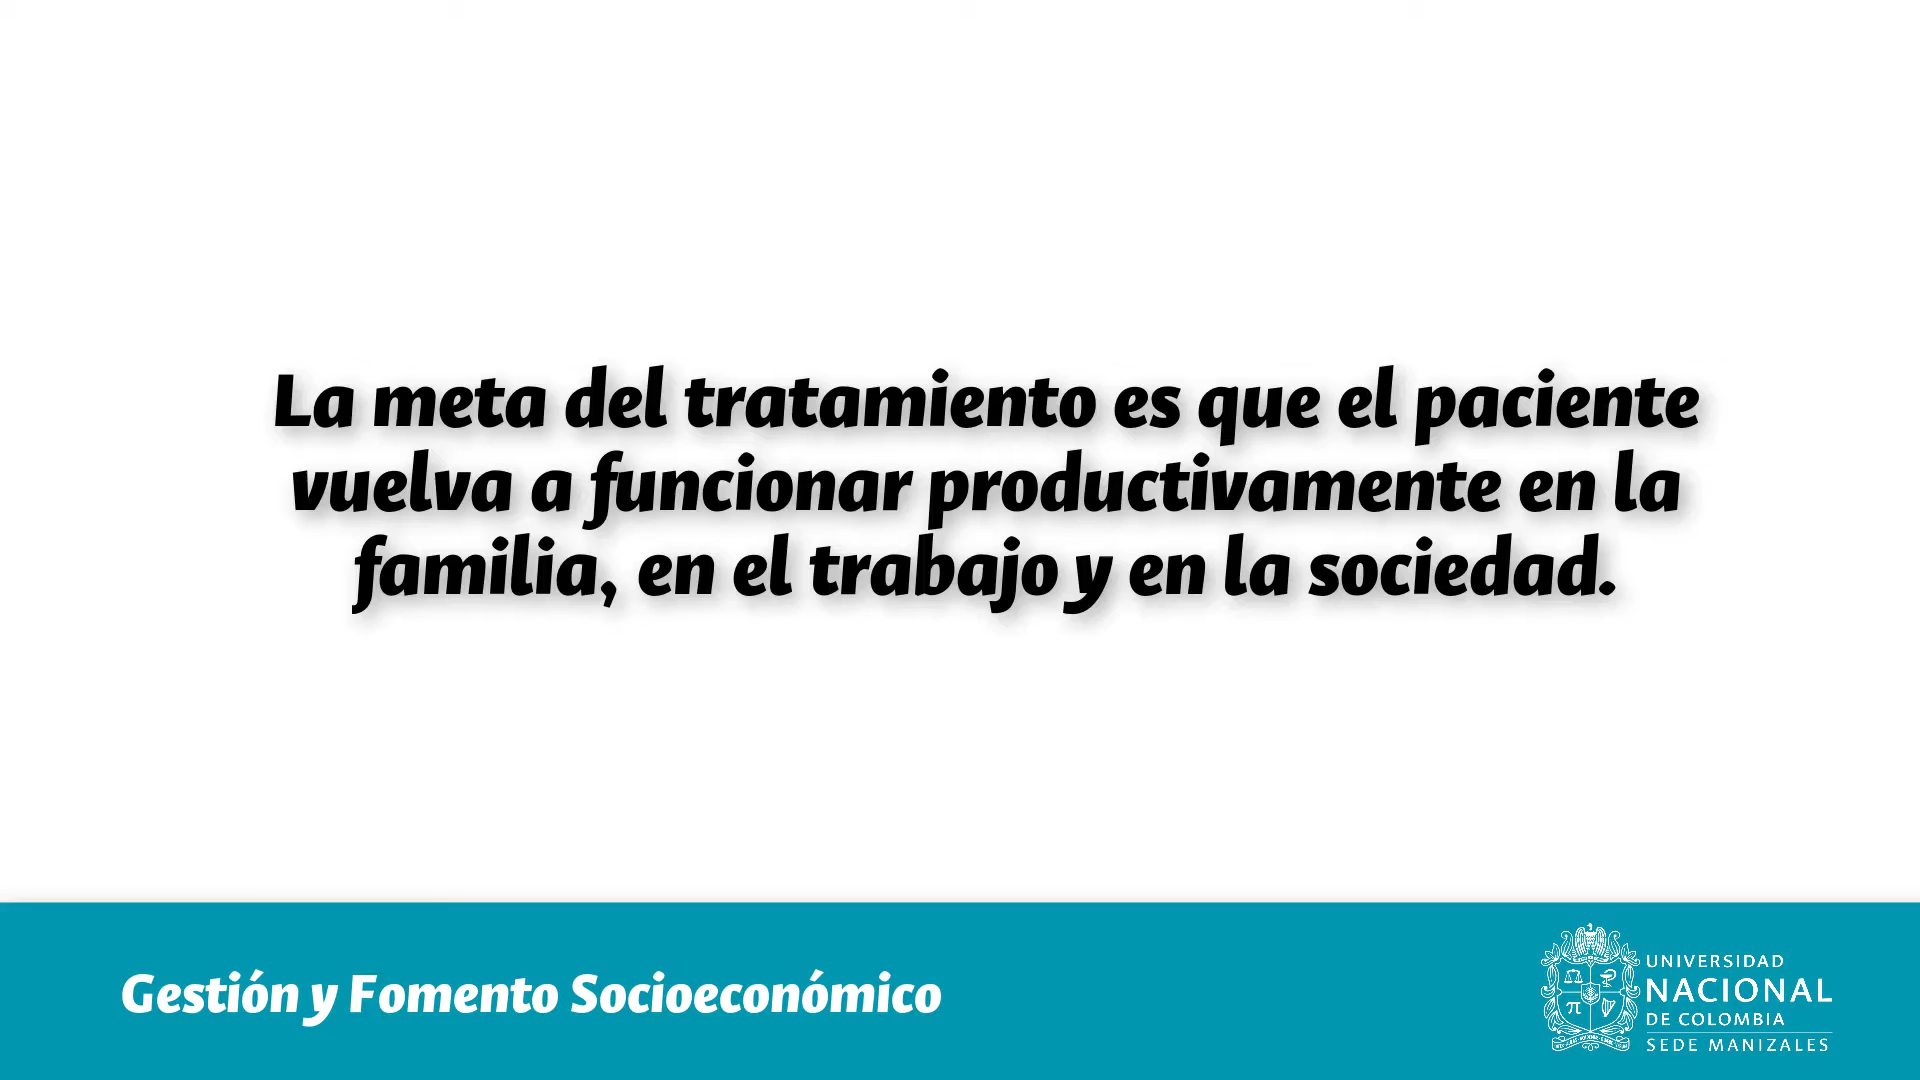 La meta del tratamiento es que el paciente
vuelva a funcionar productivamente en la
familia, en el trabajo y en la sociedad.
Gestión y Fomento Socioeconómico
UNIVERSIDAD
NACIONAL
DE COLOMBIA
SEDE MANIZALES